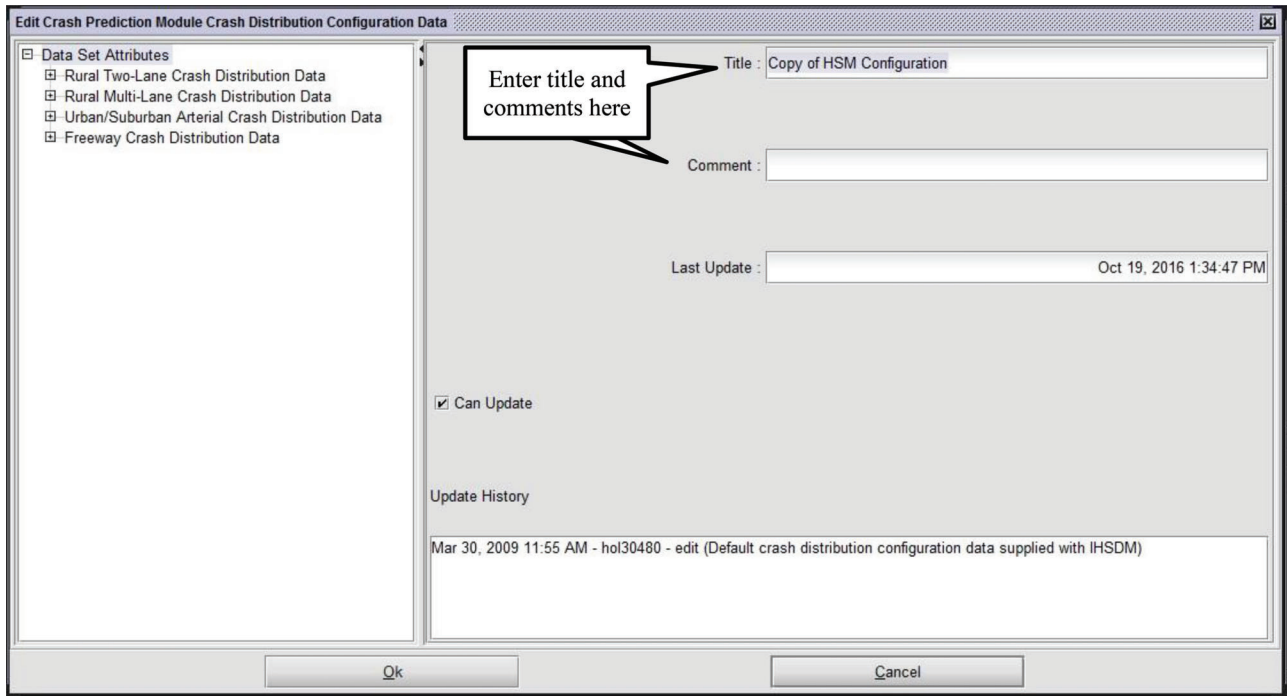 Edit Crash Prediction Module Crash Distribution Configuration Data
Data Set Attributes
Rural Two-Lane Crash Distribution Data
Rural Multi-Lane Crash Distribution Data
Urban/Suburban Arterial Crash Distribution Data
Freeway Crash Distribution Data
Enter title and
comments here
Title : Copy of HSM Configuration
Comment :
Last Update : Oct 19, 2016 1:34:47 PM
Can Update
Update History
Mar 30, 2009 11:55 AM - hol30480 - edit (Default crash distribution configuration data supplied with IHSDM)
Ok
Cancel